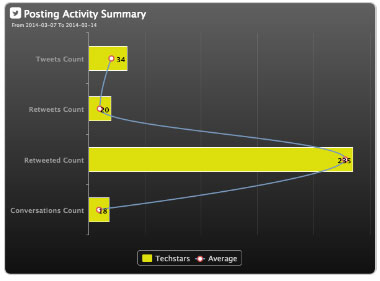 Posting Activity Summary
From 2014-03-07 To 2014-03-14
Tweets Count 34
Retweets Count 20
Retweeted Count
Conversations Count 18
Techstars Average